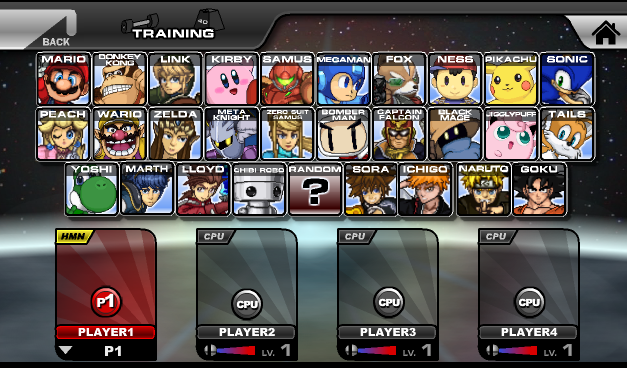 BACK
TRAINING
MARIO DONKEY KONG LINK KIRBY SAMUS MEGAMAN FOX NESS PIKACHU SONIC
PEACH WARIO ZELDA META KNIGHT ZERO SUIT SAMUS BOMBER MAN CAPTAIN FALCON BLACK MAGE JIGGLYPUFF TAILS
YOSHI MARTH LLOYD CHIBI ROBO RANDOM SORA ICHIGO NARUTO GOKU
?
HMN CPU CPU CPU
P1 CPU CPU CPU
PLAYER1 PLAYER2 PLAYER3 PLAYER4
P1 LV. 1 LV. 1 LV. 1